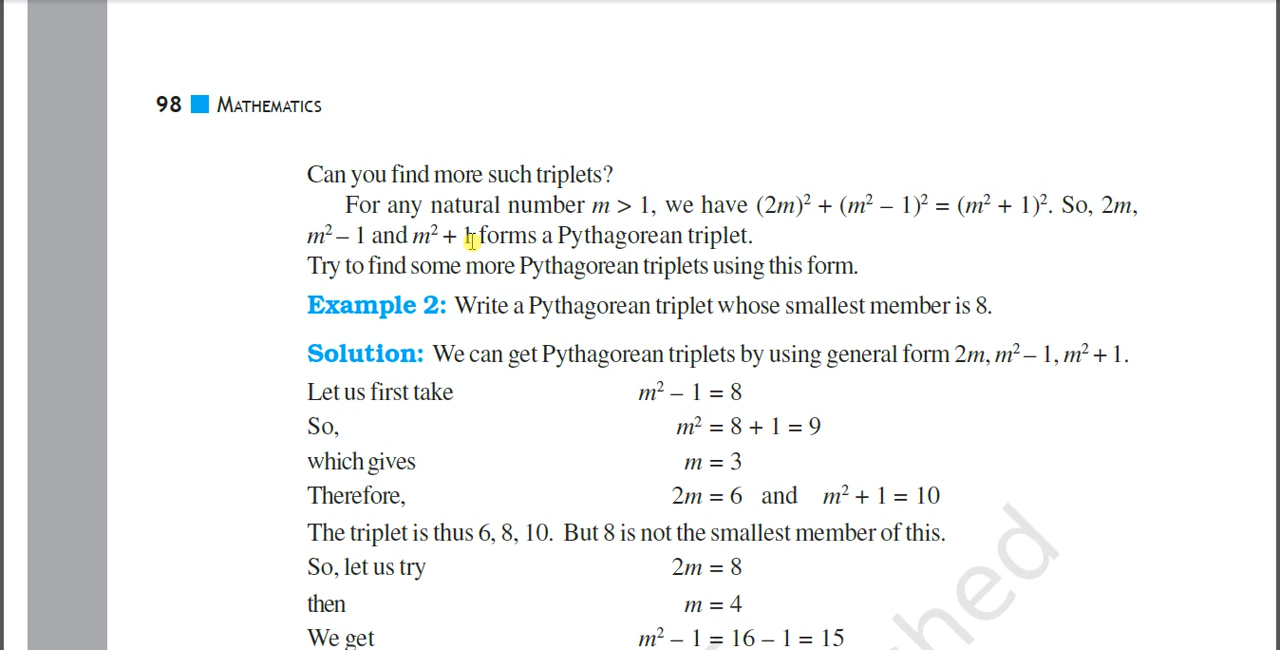 98 MATHEMATICS
Can you find more such triplets?
For any natural number m > 1, we have (2m)² + (m² – 1)² = (m² + 1)². So, 2m,
m² – 1 and m² + 1 forms a Pythagorean triplet.
Try to find some more Pythagorean triplets using this form.
Example 2: Write a Pythagorean triplet whose smallest member is 8.
Solution: We can get Pythagorean triplets by using general form 2m, m² – 1, m² + 1.
Let us first take m² – 1 = 8
So, m² = 8 + 1 = 9
which gives m = 3
Therefore, 2m = 6 and m² + 1 = 10
The triplet is thus 6, 8, 10. But 8 is not the smallest member of this.
So, let us try 2m = 8
then m = 4
We get m² – 1 = 16 – 1 = 15